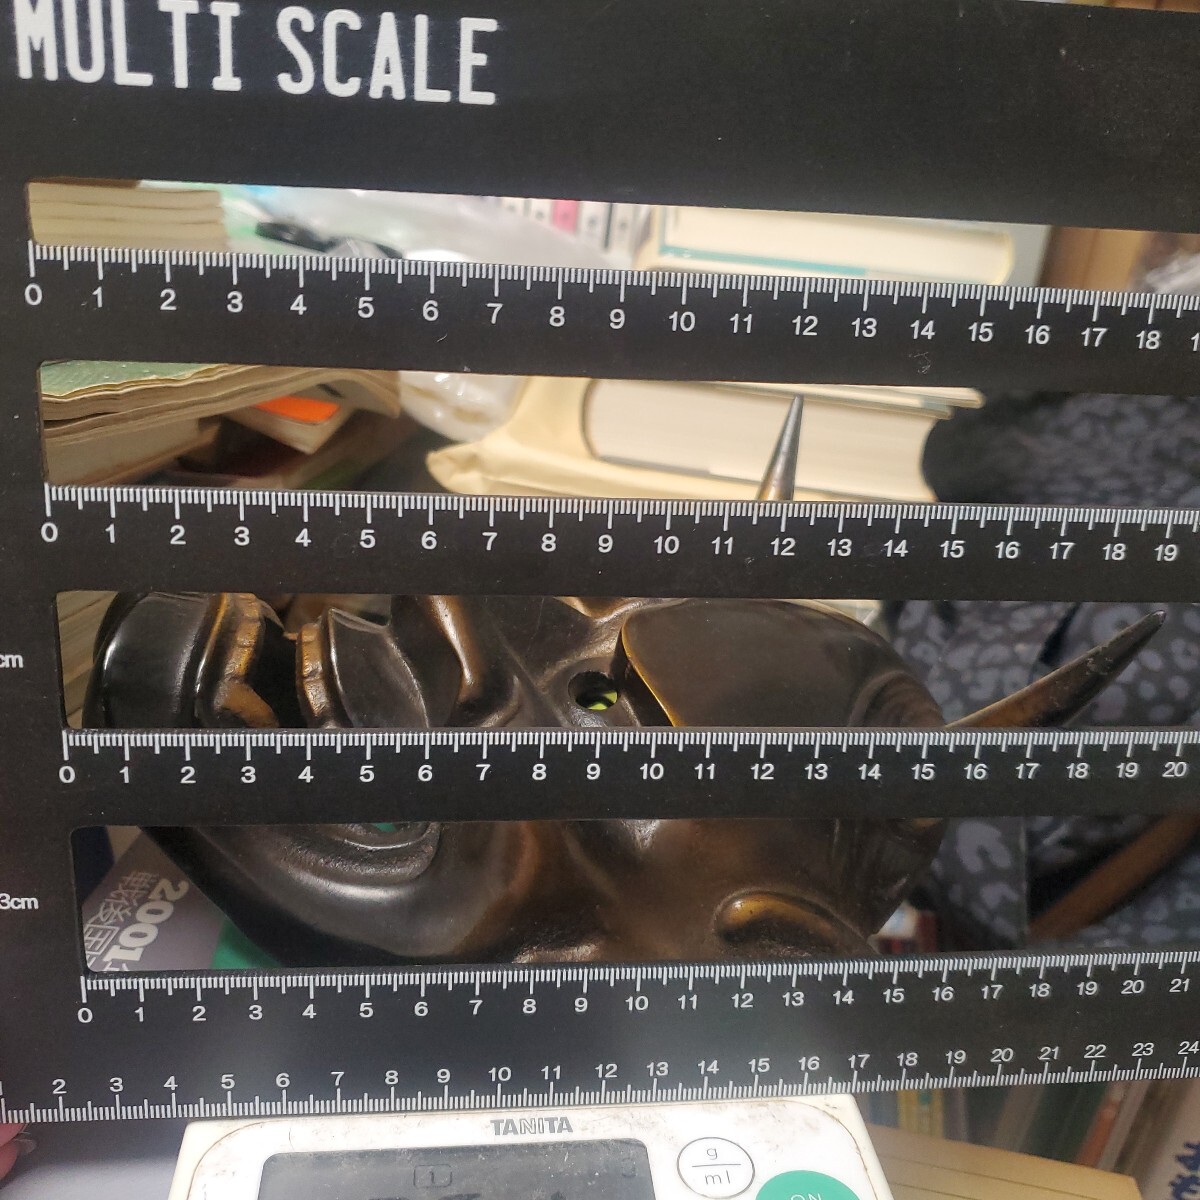 MULTI SCALE
0 1 2 3 4 5 6 7 8 9 10 11 12 13 14 15 16 17 18 1
0 1 2 3 4 5 6 7 8 9 10 11 12 13 14 15 16 17 18 19
cm
0 1 2 3 4 5 6 7 8 9 10 11 12 13 14 15 16 17 18 19 20
3cm
2001
0 1 2 3 4 5 6 7 8 9 10 11 12 13 14 15 16 17 18 19 20 21
2 3 4 5 6 7 8 9 10 11 12 13 14 15 16 17 18 19 20 21 22 23 24
TANITA
1
g
ml
ON